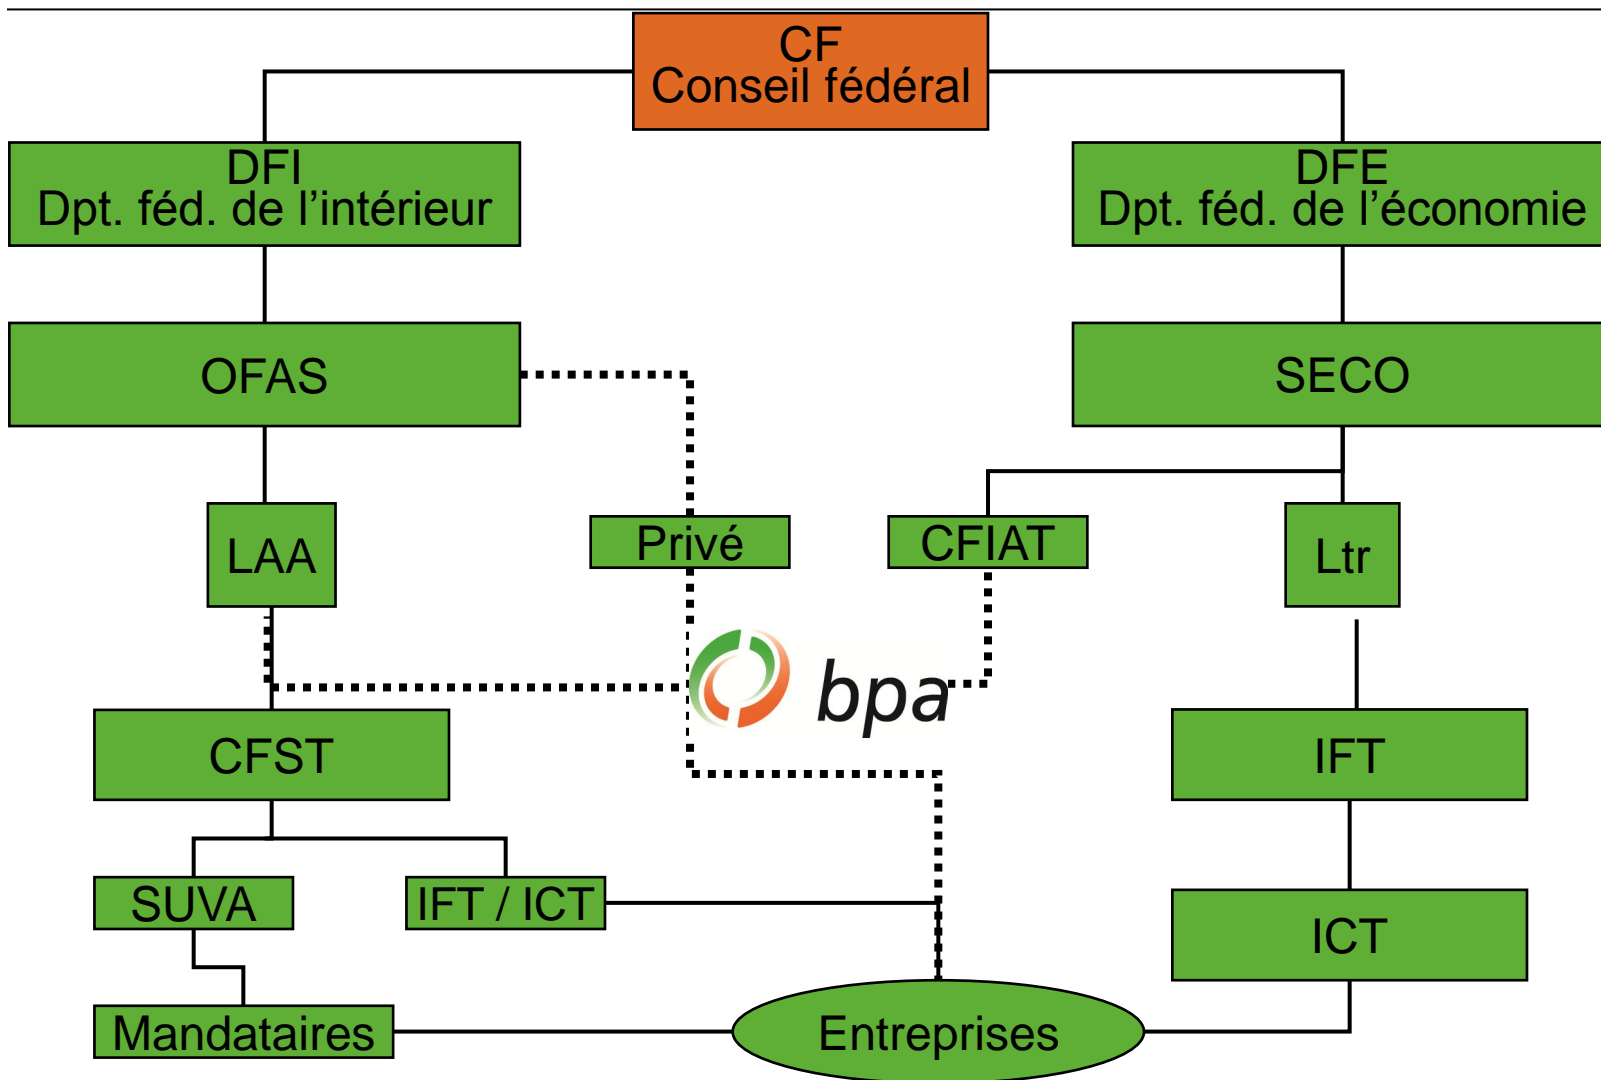 CF
Conseil fédéral
DFI
Dpt. féd. de l’intérieur
DFE
Dpt. féd. de l’économie
OFAS
SECO
LAA
Privé
CFIAT
Ltr
bpa
CFST
IFT
SUVA
IFT / ICT
ICT
Mandataires
Entreprises